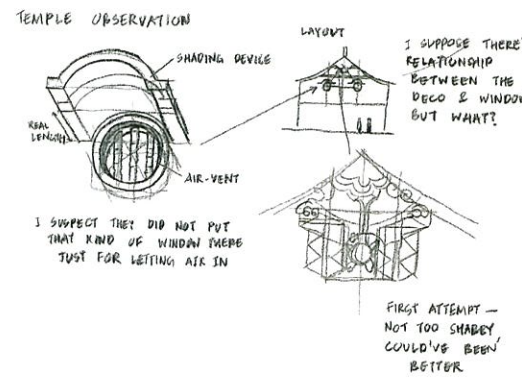 TEMPLE OBSERVATION
SHADING DEVICE
REAL
LENGTH
AIR-VENT
I SUSPECT THEY DID NOT PUT
THAT KIND OF WINDOW THERE
JUST FOR LETTING AIR IN
LAYOUT
I SUPPOSE THERE'
RELATIONSHIP
BETWEEN THE
DECO & WINDOW
BUT WHAT?
FIRST ATTEMPT —
NOT TOO SHABEY
COULD'VE BEEN
BETTER